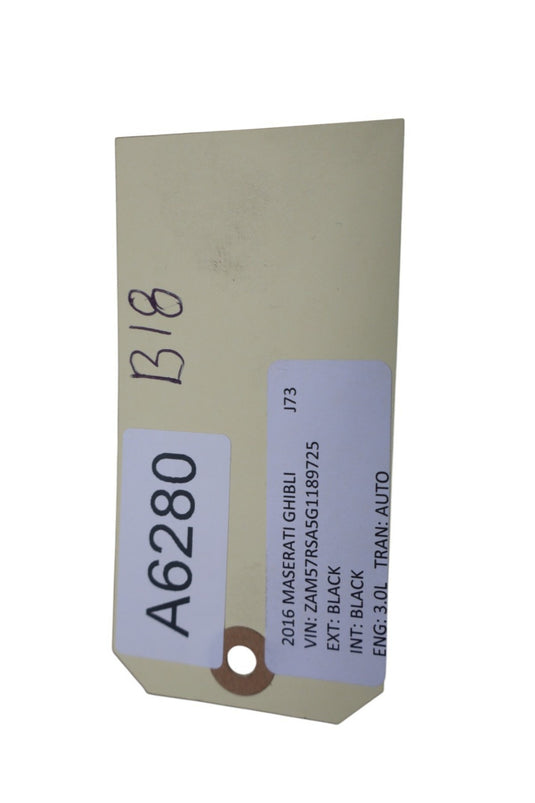 B18
A6280
2016 MASERATI GHIBLI J73
VIN: ZAM57RSA5G1189725
EXT: BLACK
INT: BLACK
ENG: 3.0L TRAN: AUTO